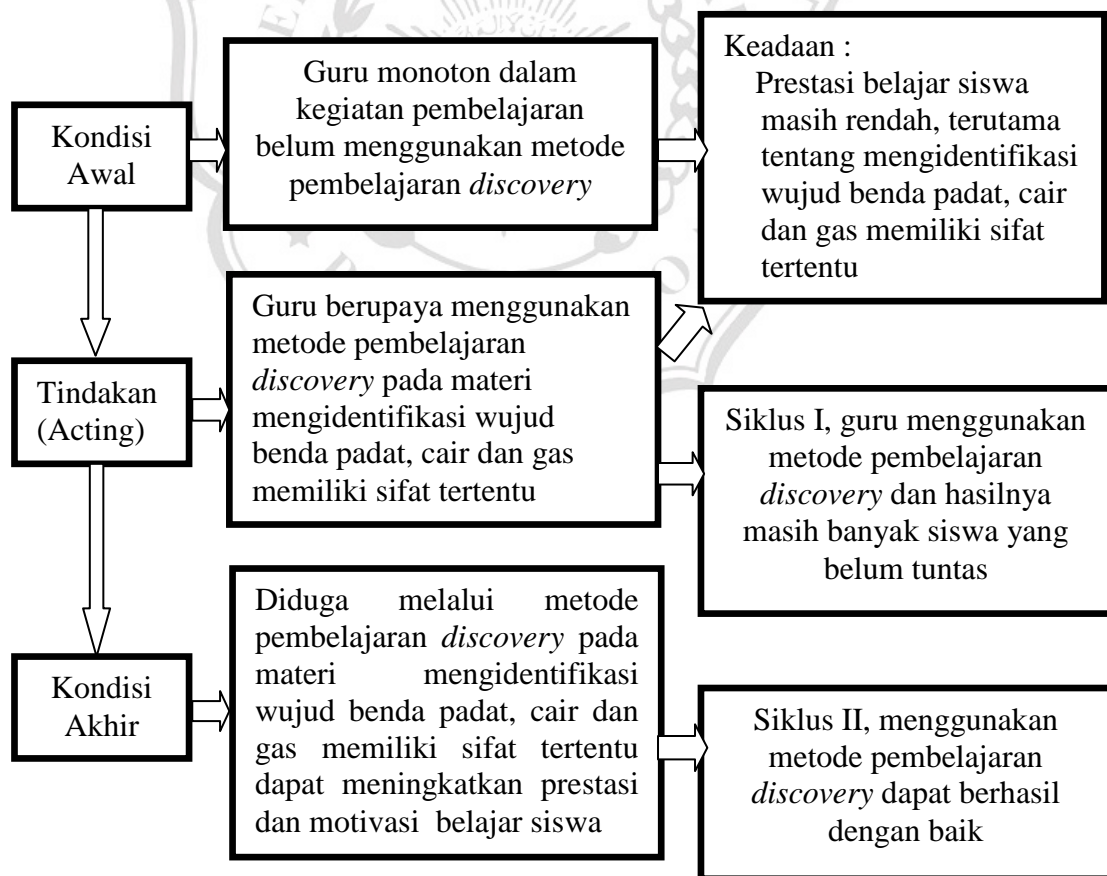 Kondisi
Awal
Guru monoton dalam
kegiatan pembelajaran
belum menggunakan metode
pembelajaran discovery
Keadaan :
Prestasi belajar siswa
masih rendah, terutama
tentang mengidentifikasi
wujud benda padat, cair
dan gas memiliki sifat
tertentu
Tindakan
(Acting)
Guru berupaya menggunakan
metode pembelajaran
discovery pada materi
mengidentifikasi wujud
benda padat, cair dan gas
memiliki sifat tertentu
Siklus I, guru menggunakan
metode pembelajaran
discovery dan hasilnya
masih banyak siswa yang
belum tuntas
Kondisi
Akhir
Diduga melalui metode
pembelajaran discovery pada
materi mengidentifikasi
wujud benda padat, cair dan
gas memiliki sifat tertentu
dapat meningkatkan prestasi
dan motivasi belajar siswa
Siklus II, menggunakan
metode pembelajaran
discovery dapat berhasil
dengan baik